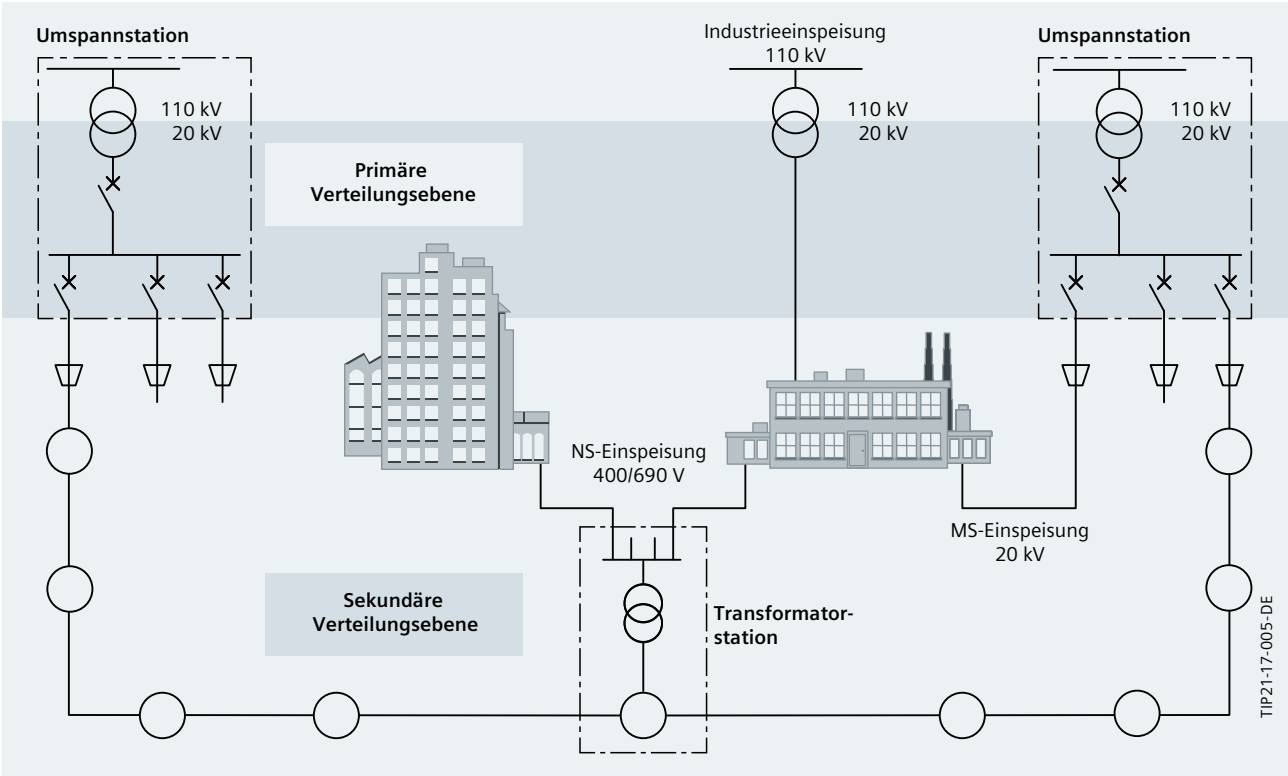 Umspannstation
110 kV
20 kV
Industrieeinspeisung
110 kV
110 kV
20 kV
Umspannstation
110 kV
20 kV
Primäre
Verteilungsebene
NS-Einspeisung
400/690 V
MS-Einspeisung
20 kV
Sekundäre
Verteilungsebene
Transformator-
station
TIP21-17-005-DE